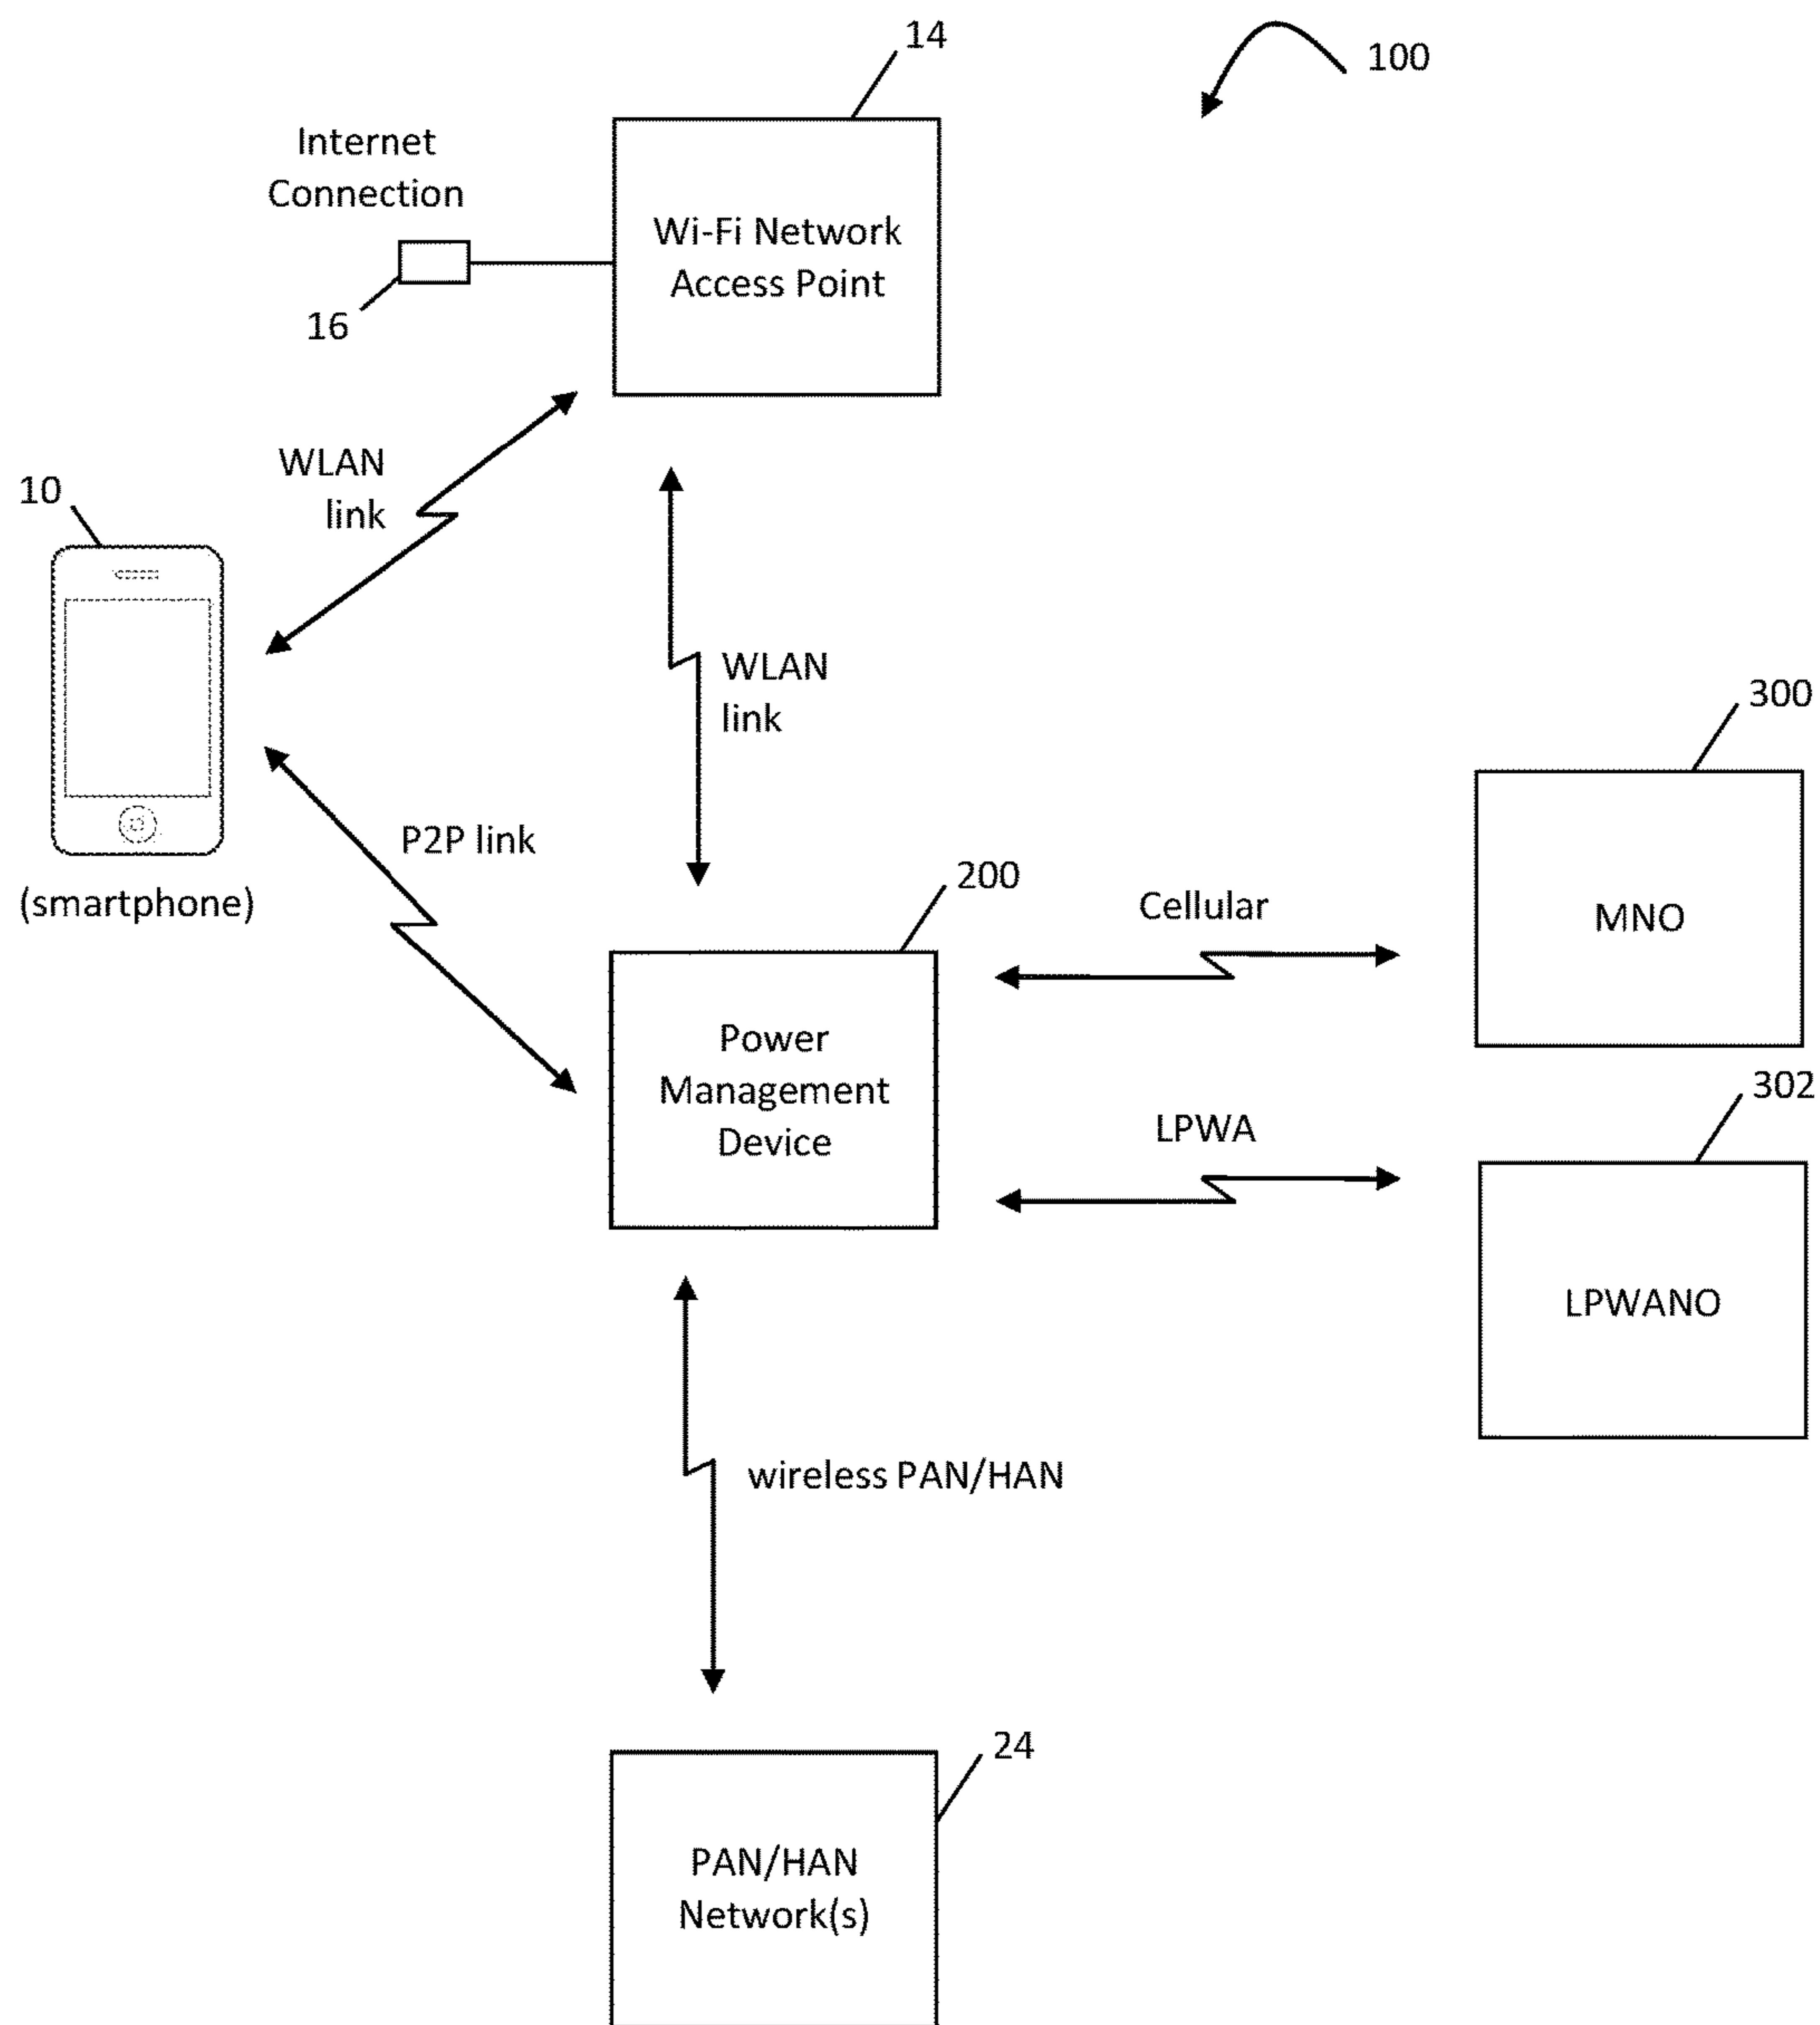 14
100
Internet
Connection
Wi-Fi Network
Access Point
16
WLAN
link
10
WLAN
link
300
P2P link
200
(smartphone)
Cellular
MNO
Power
Management
Device
302
LPWA
LPWANO
wireless PAN/HAN
24
PAN/HAN
Network(s)